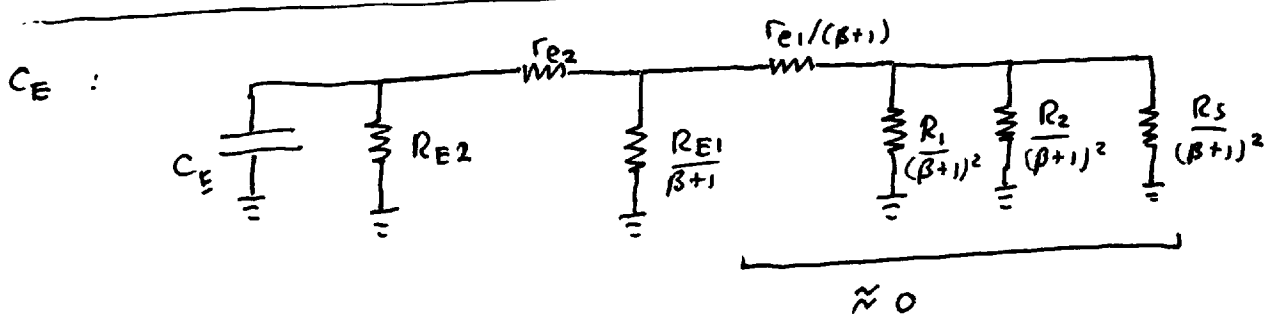 C_E :
r_e2
r_e1/(β+1)
C_E
R_E2
R_E1/β+1
R_1/(β+1)²
R_2/(β+1)²
R_S/(β+1)²
≈ 0